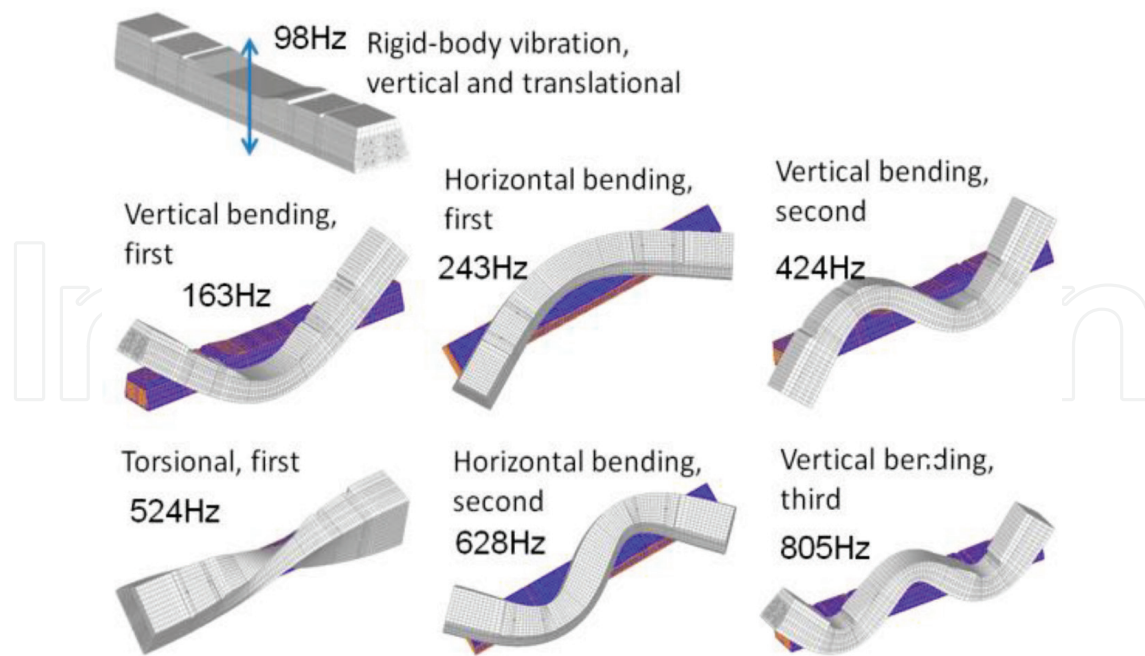 98Hz
Rigid-body vibration,
vertical and translational
Vertical bending,
first
163Hz
Horizontal bending,
first
243Hz
Vertical bending,
second
424Hz
Torsional, first
524Hz
Horizontal bending,
second
628Hz
Vertical bending,
third
805Hz